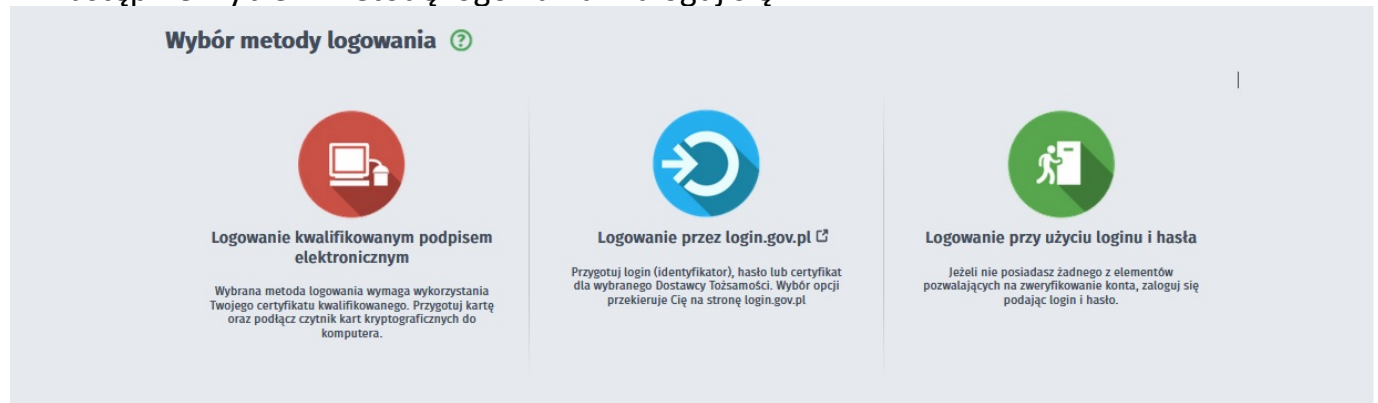 Wybór metody logowania
Logowanie kwalifikowanym podpisem
elektronicznym
Wybrana metoda logowania wymaga wykorzystania
Twojego certyfikatu kwalifikowanego. Przygotuj kartę
oraz podłącz czytnik kart kryptograficznych do
komputera.
Logowanie przez login.gov.pl
Przygotuj login (identyfikator), hasło lub certyfikat
dla wybranego Dostawcy Tożsamości. Wybór opcji
przekieruje Cię na stronę login.gov.pl
Logowanie przy użyciu loginu i hasła
Jeżeli nie posiadasz żadnego z elementów
pozwalających na zweryfikowanie konta, zaloguj się
podając login i hasło.